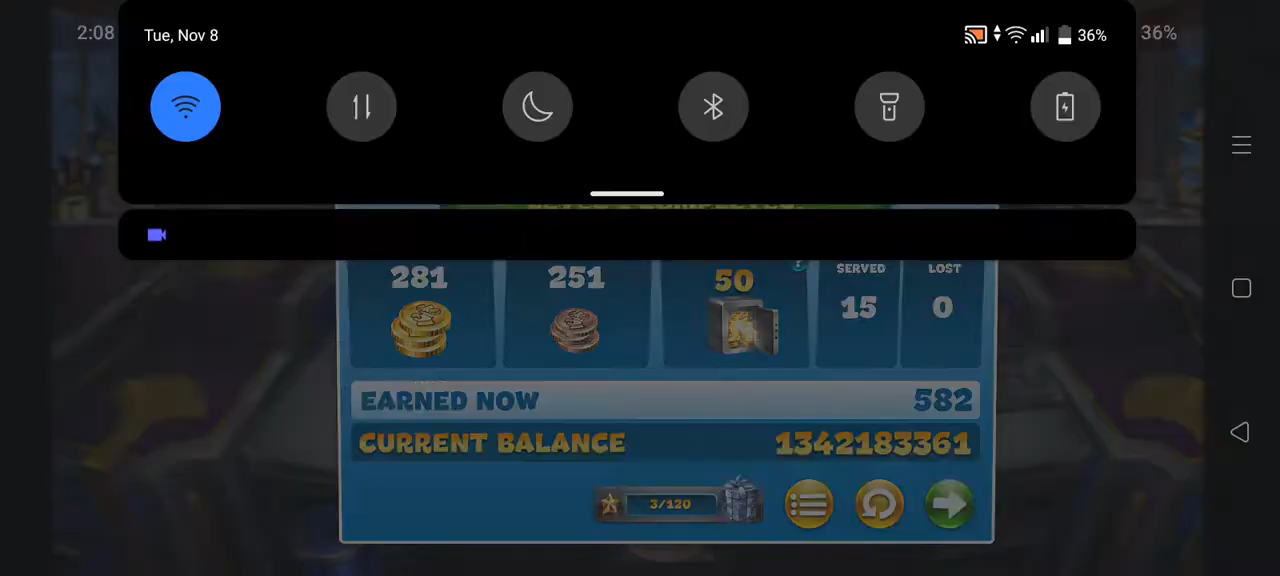 2:08
Tue, Nov 8
36%
36%
281
251
50
SERVED
LOST
15
0
EARNED NOW
582
CURRENT BALANCE
1342183361
3/120